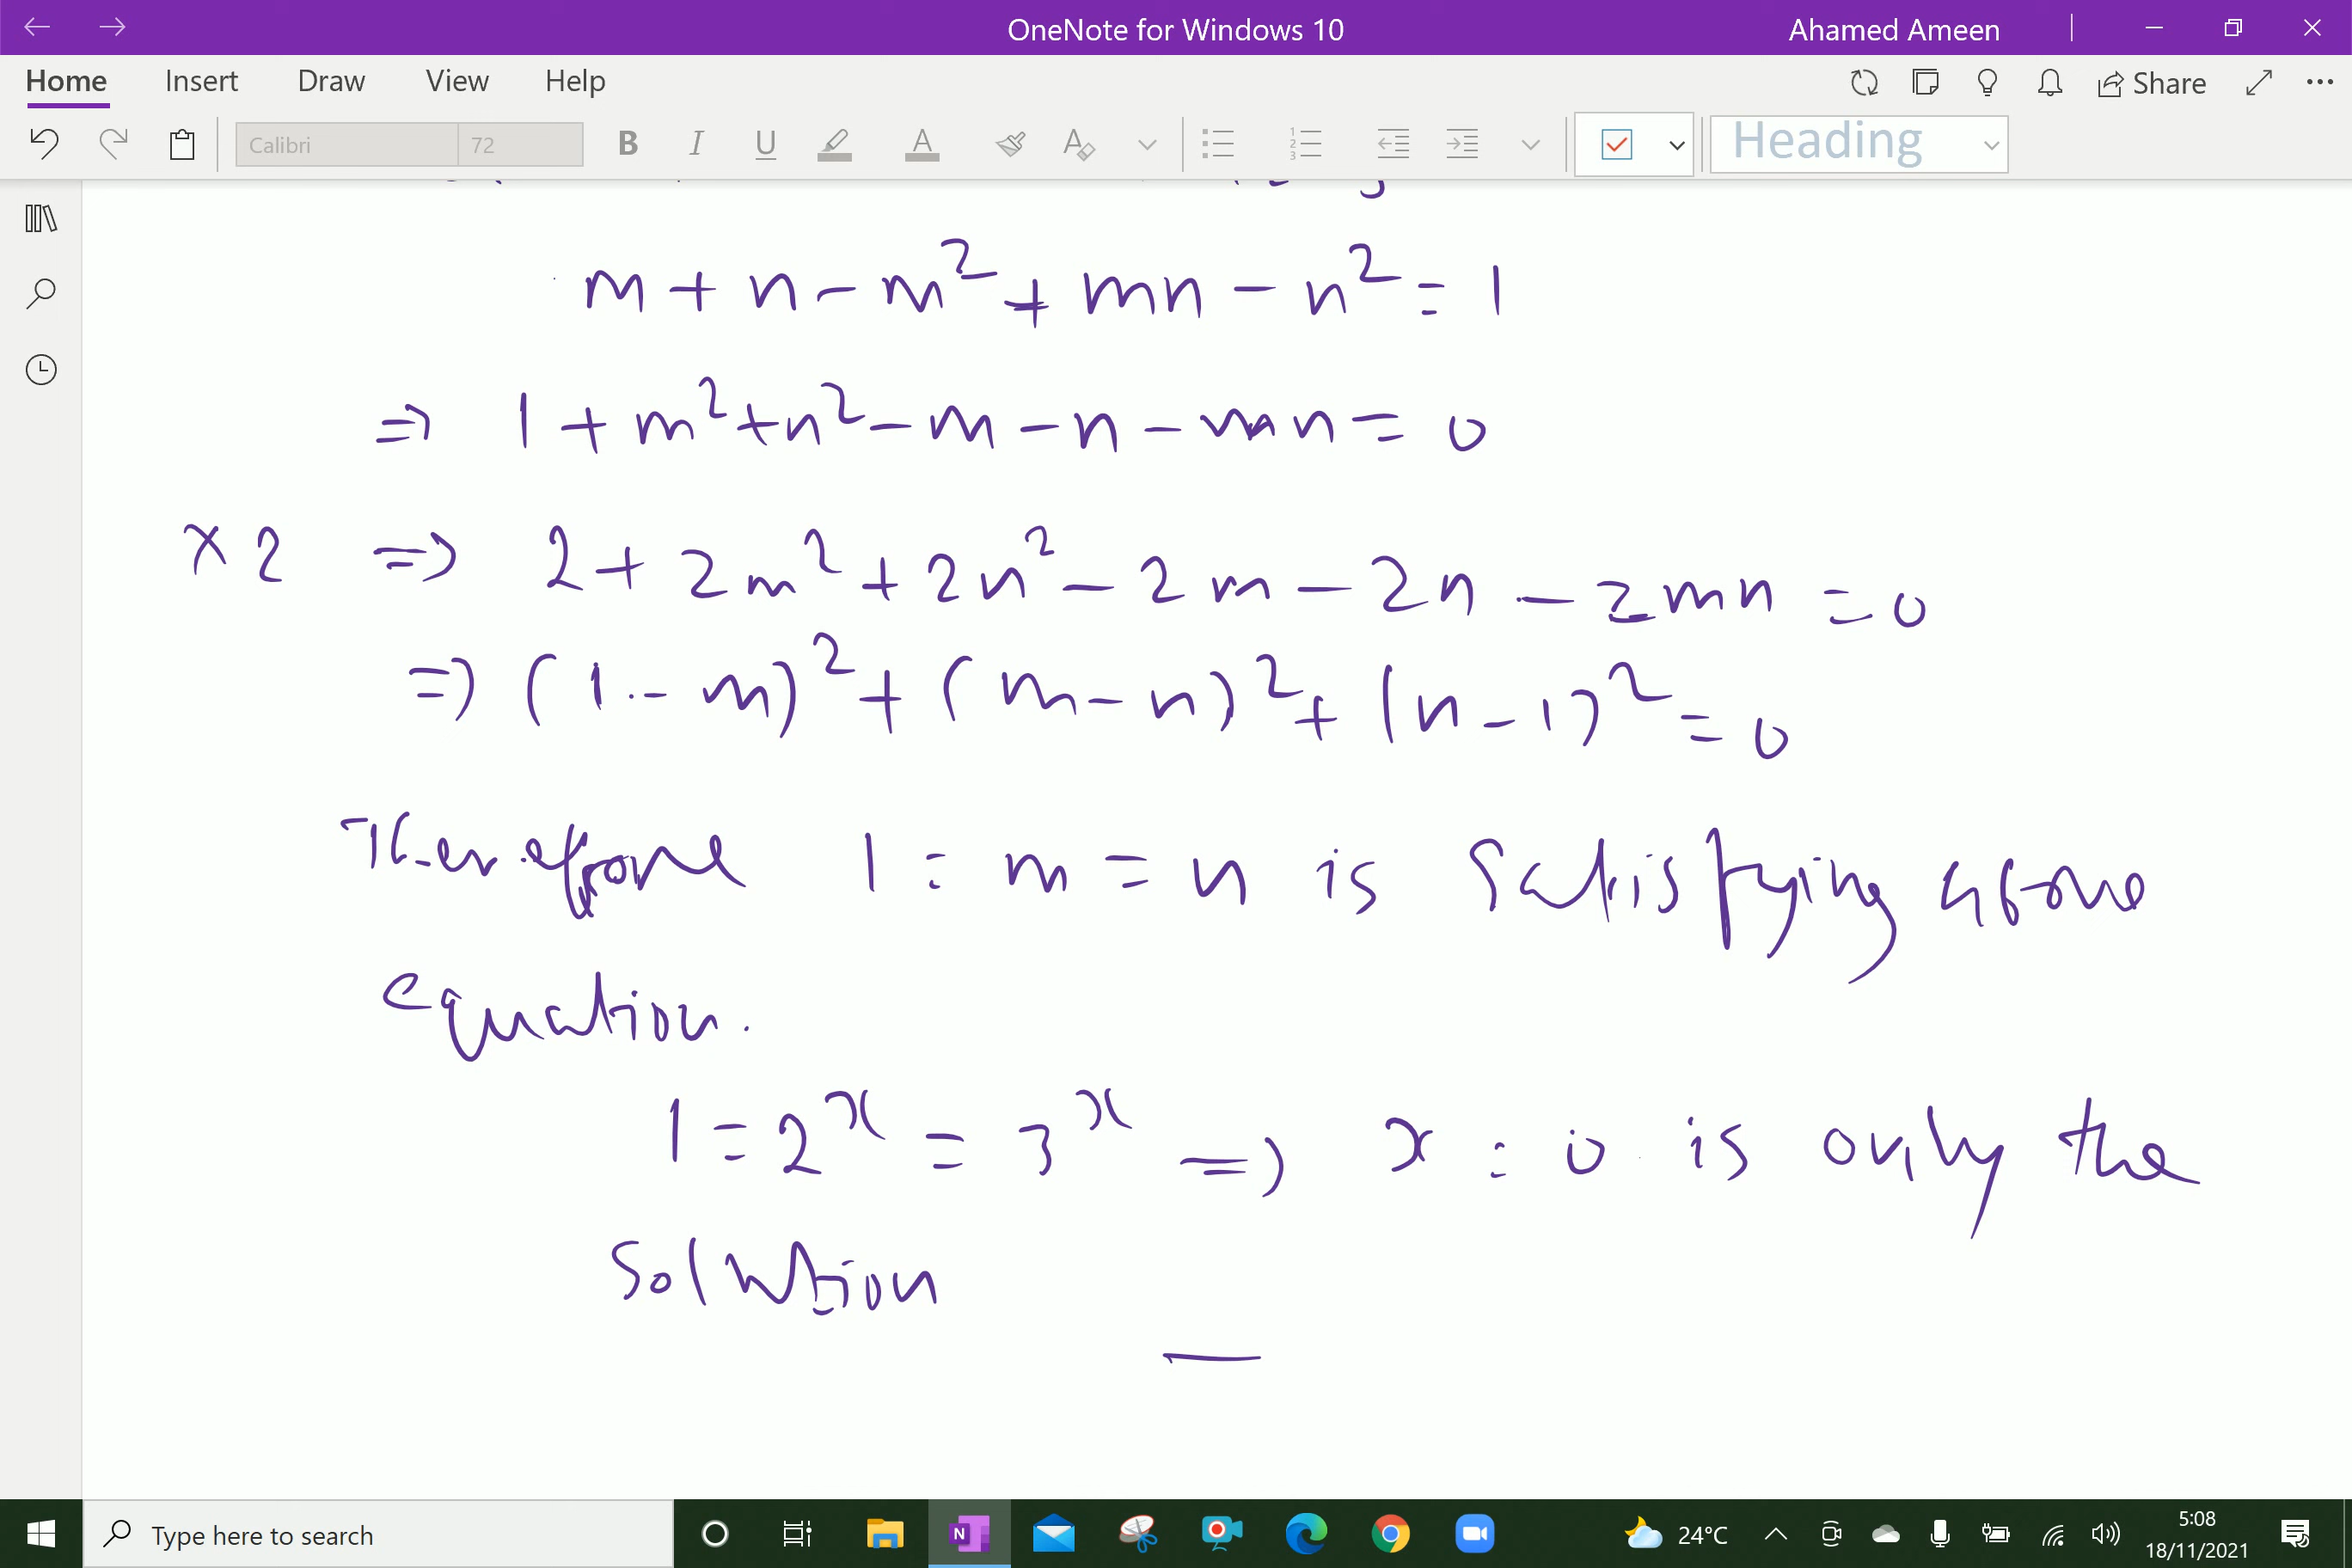 OneNote for Windows 10
Ahamed Ameen
Home Insert Draw View Help
Share
Calibri 72 B I U A A Heading
m + n - m² + mn - n² = 1
=> 1 + m² + n² - m - n - mn = 0
×2 => 2 + 2m² + 2n² - 2m - 2n - 2mn = 0
=> (1 - m)² + (m - n)² + (n - 1)² = 0
Therefore 1 = m = n is satisfying above
equation.
1 = 2ˣ = 3ˣ => x = 0 is only the
solution
Type here to search
24°C
5:08
18/11/2021